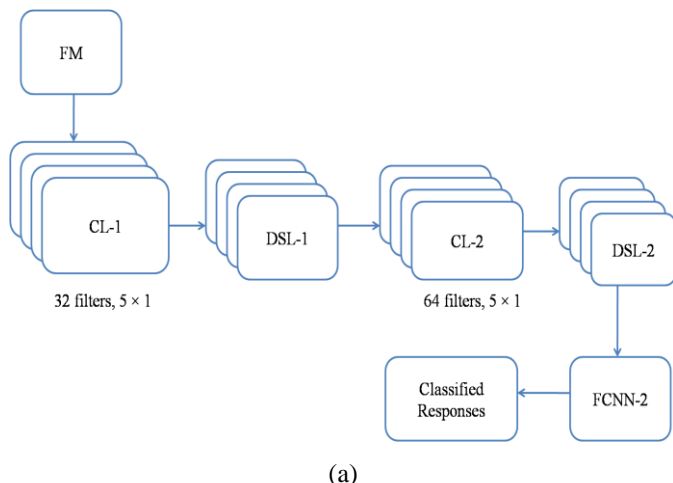 FM
CL-1
DSL-1
CL-2
DSL-2
32 filters, 5 × 1
64 filters, 5 × 1
Classified
Responses
FCNN-2
(a)